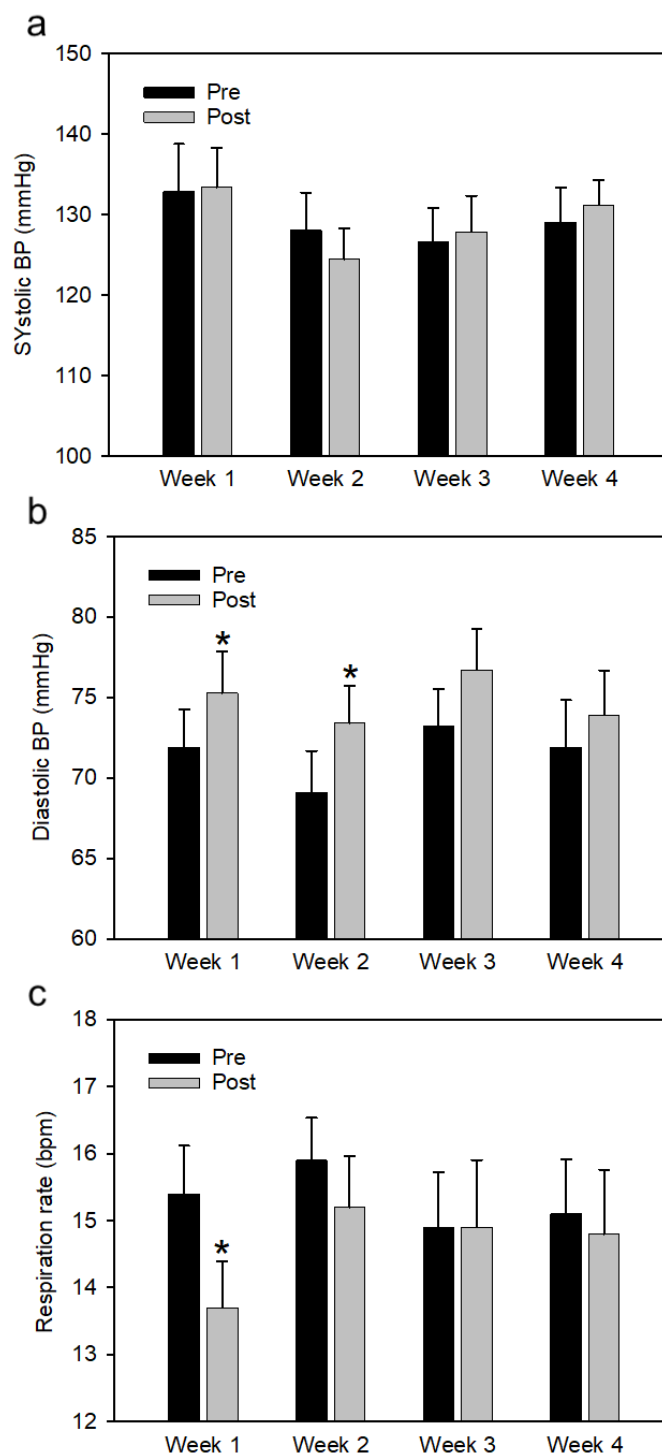 a
150
140
130
120
110
100
SYstolic BP (mmHg)
Pre
Post
Week 1 Week 2 Week 3 Week 4
b
85
80
75
70
65
60
Diastolic BP (mmHg)
Pre
Post
*
*
Week 1 Week 2 Week 3 Week 4
c
18
17
16
15
14
13
12
Respiration rate (bpm)
Pre
Post
*
Week 1 Week 2 Week 3 Week 4